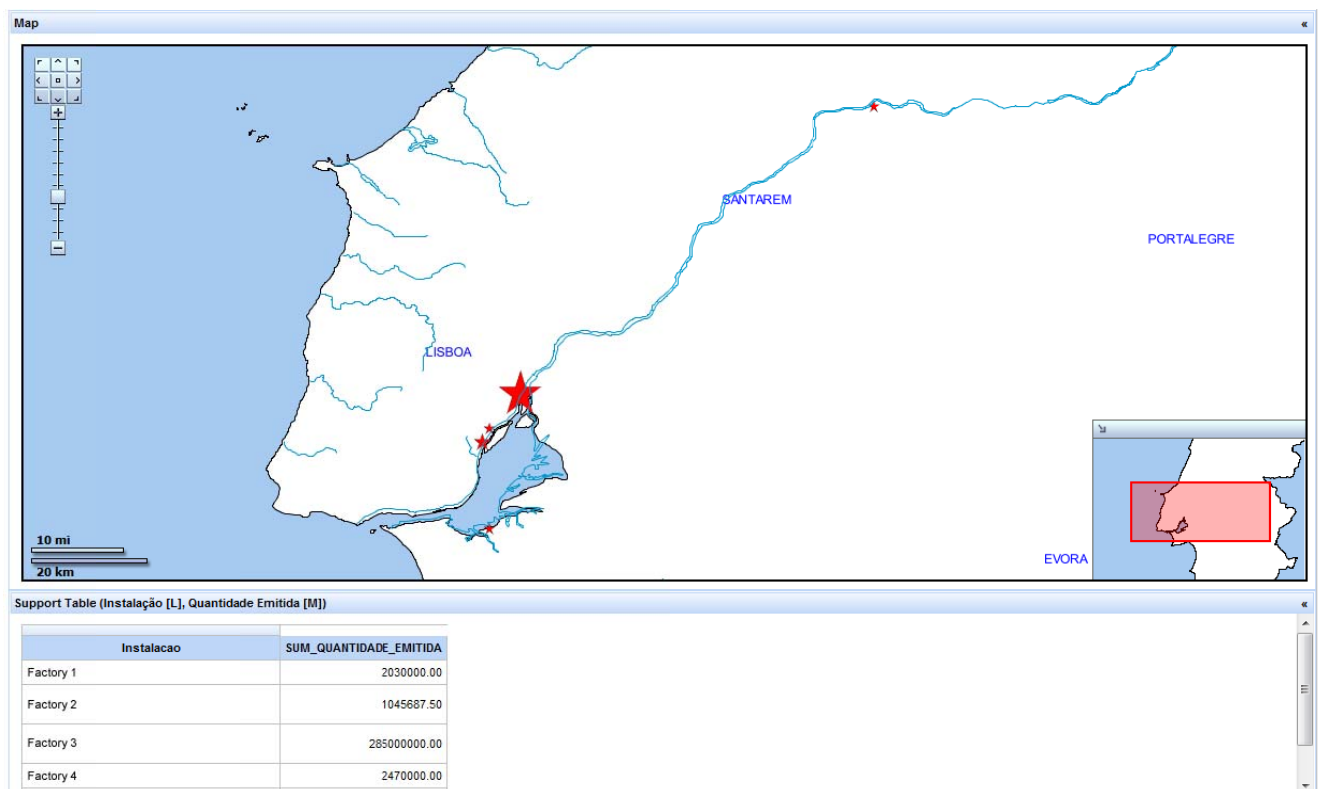 Map
SANTAREM
PORTALEGRE
LISBOA
10 mi
EVORA
20 km
Support Table (Instalação [L], Quantidade Emitida [M])
Instalacao SUM_QUANTIDADE_EMITIDA
Factory 1 2030000.00
Factory 2 1045687.50
Factory 3 285000000.00
Factory 4 2470000.00